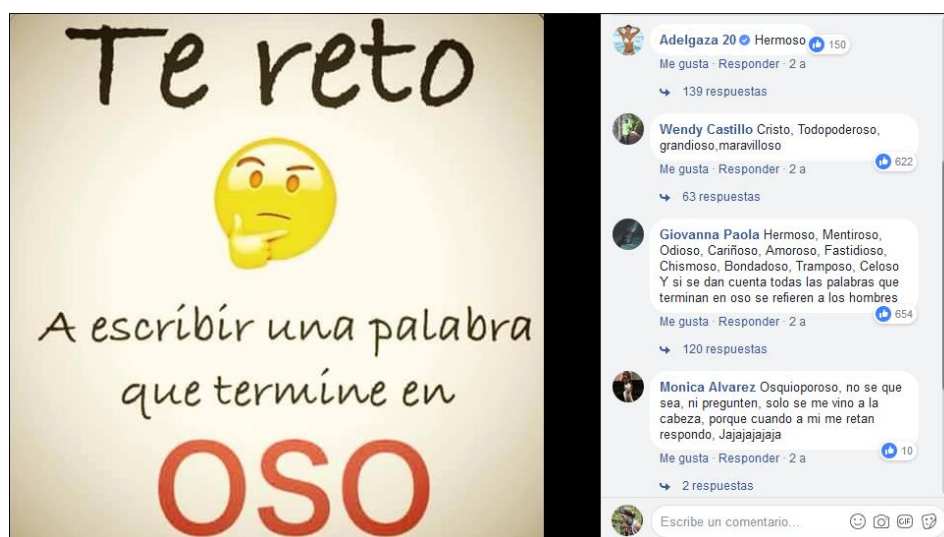 Te reto
A escribir una palabra
que termine en
OSO
Adelgaza 20 Hermoso 150
Me gusta · Responder · 2 a
139 respuestas
Wendy Castillo Cristo, Todopoderoso,
grandioso,maravilloso
622
Me gusta · Responder · 2 a
63 respuestas
Giovanna Paola Hermoso, Mentiroso,
Odioso, Cariñoso, Amoroso, Fastidioso,
Chismoso, Bondadoso, Tramposo, Celoso
Y si se dan cuenta todas las palabras que
terminan en oso se refieren a los hombres
654
Me gusta · Responder · 2 a
120 respuestas
Monica Alvarez Osquioporoso, no se que
sea, ni pregunten, solo se me vino a la
cabeza, porque cuando a mi me retan
respondo, Jajajajajaja
10
Me gusta · Responder · 2 a
2 respuestas
Escribe un comentario...
GIF